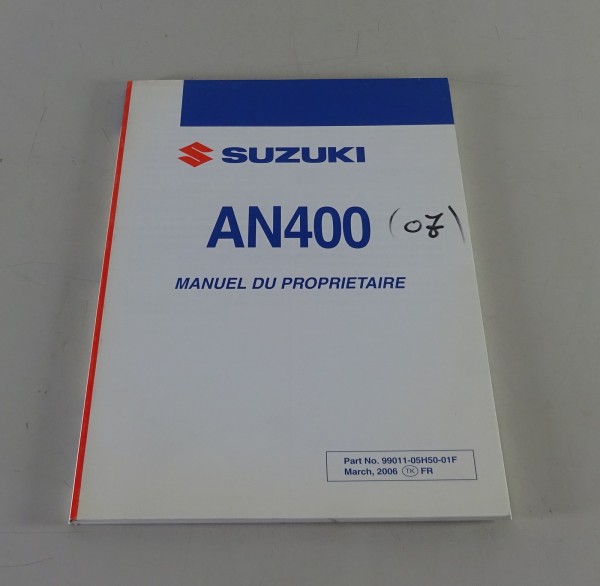 SUZUKI
AN400 (07)
MANUEL DU PROPRIETAIRE
Part No. 99011-05H50-01F
March, 2006 TK FR